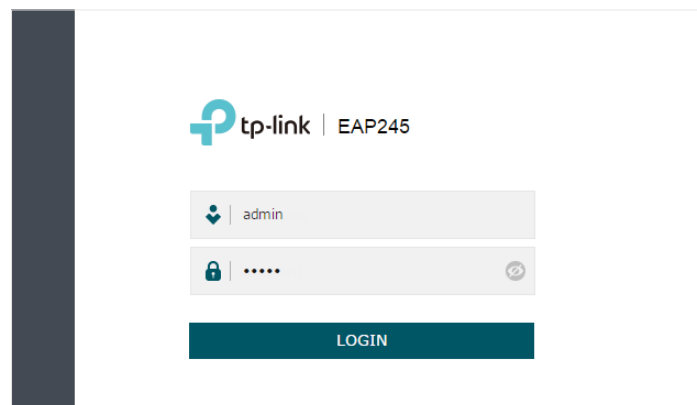 tp-link | EAP245
admin
•••••
LOGIN